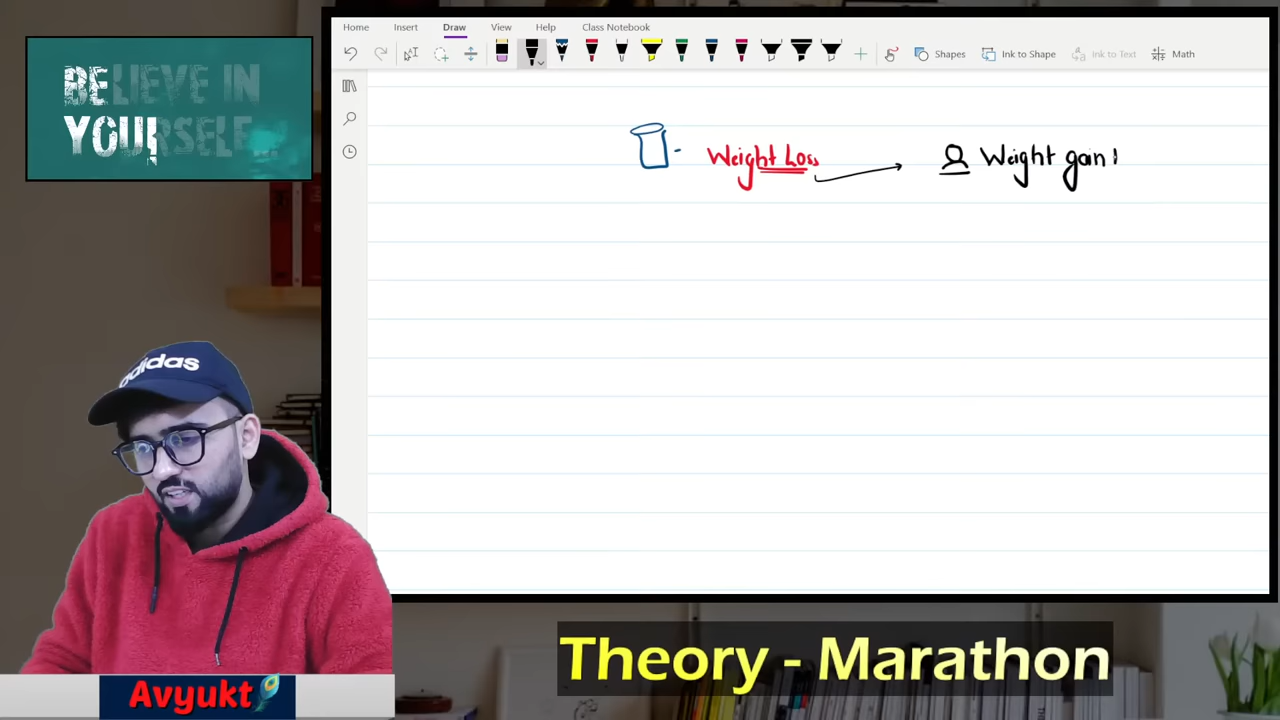 BELIEVE IN
YOURSELF...
Home Insert Draw View Help Class Notebook
Shapes Ink to Shape Ink to Text Math
Weight Loss
Weight gain
adidas
Theory - Marathon
Avyukt